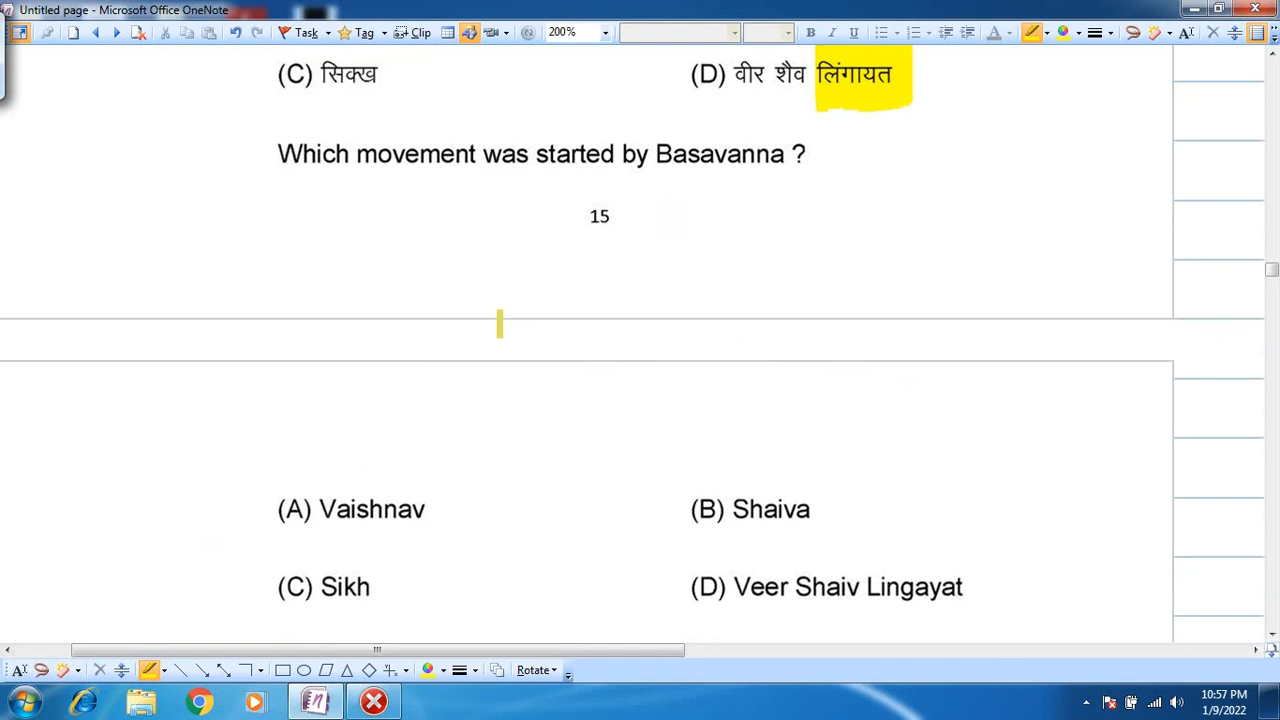 Untitled page - Microsoft Office OneNote
Task Tag Clip 200% B I U A
(C) सिक्ख (D) वीर शैव लिंगायत
Which movement was started by Basavanna ?
15
(A) Vaishnav (B) Shaiva
(C) Sikh (D) Veer Shaiv Lingayat
Rotate
10:57 PM
1/9/2022